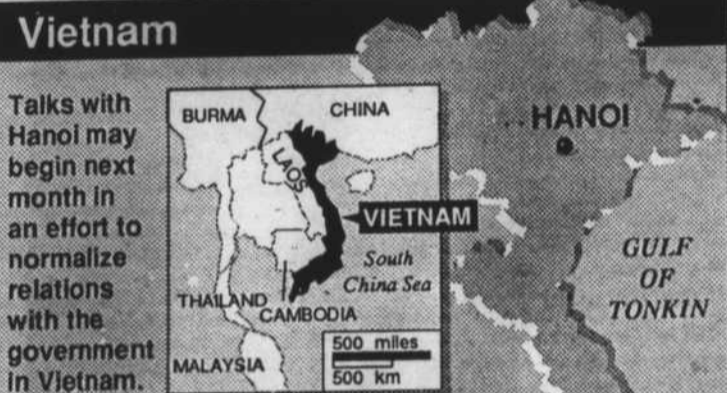 Vietnam
Talks with
Hanoi may
begin next
month in
an effort to
normalize
relations
with the
government
in Vietnam.
BURMA
CHINA
LAOS
VIETNAM
South
China Sea
THAILAND
CAMBODIA
MALAYSIA
500 miles
500 km
HANOI
GULF
OF
TONKIN